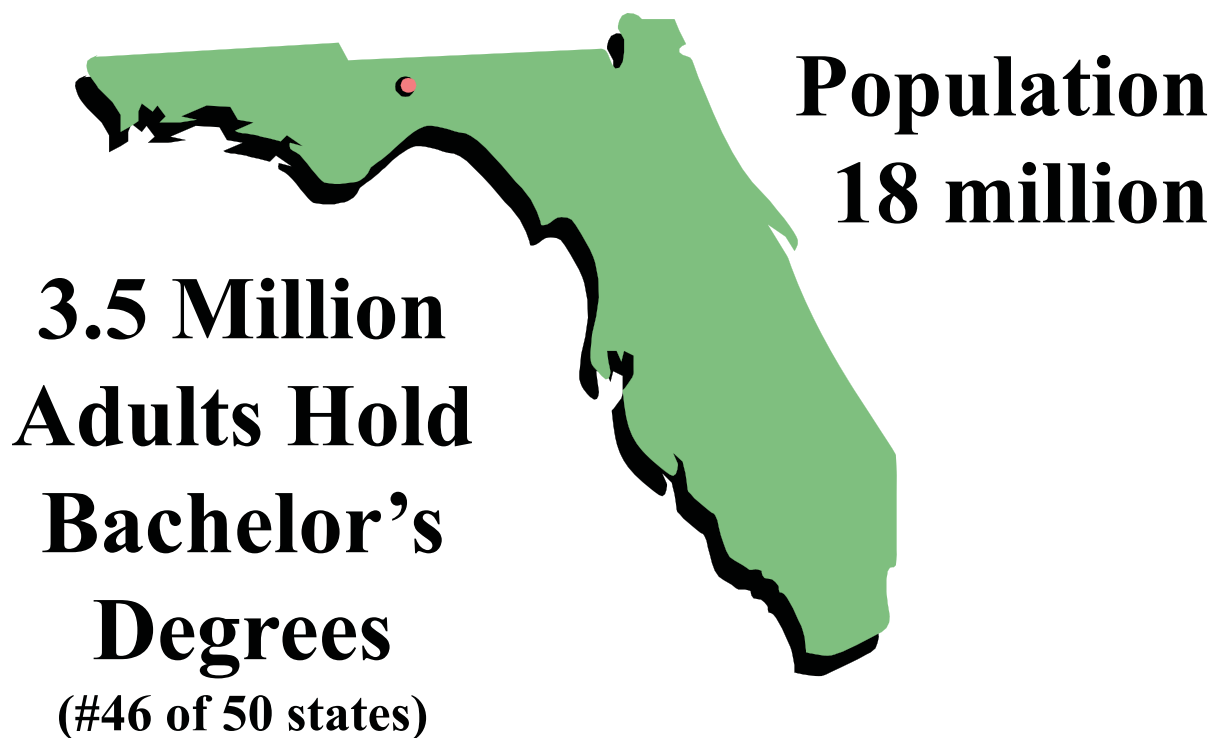 Population
18 million
3.5 Million
Adults Hold
Bachelor’s
Degrees
(#46 of 50 states)